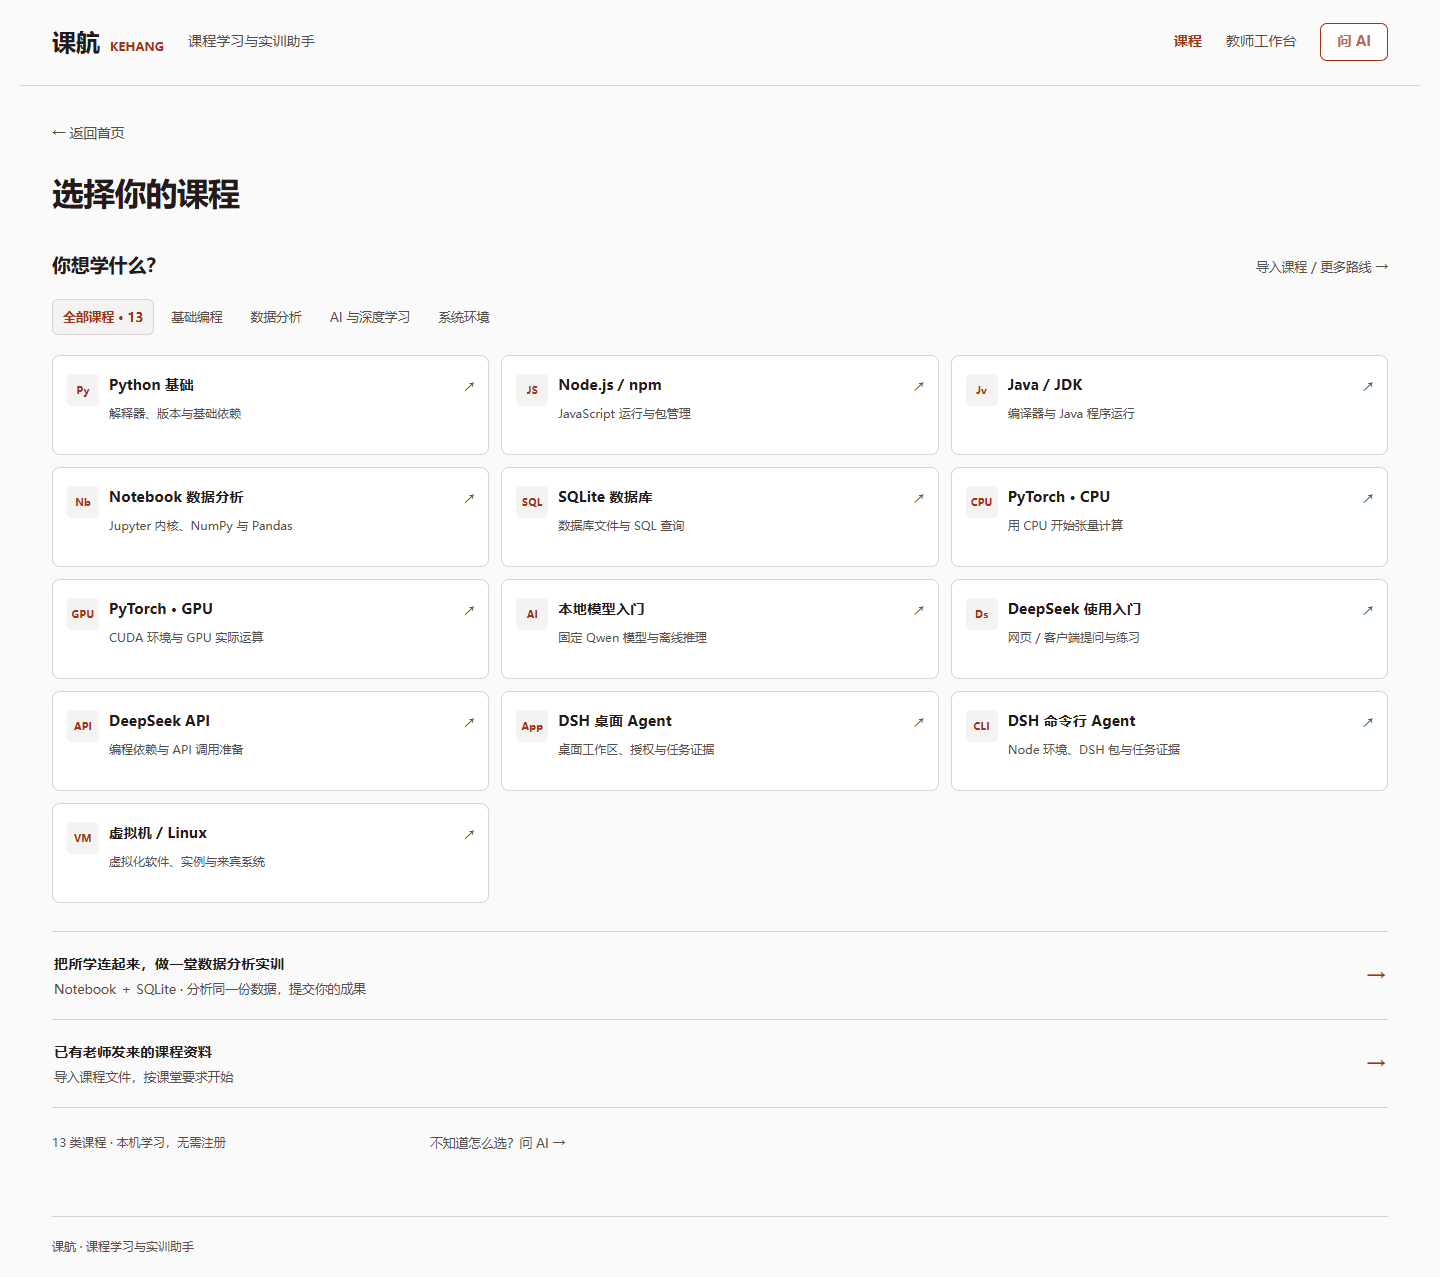 课航 KEHANG 课程学习与实训助手 课程 教师工作台 问 AI
← 返回首页
选择你的课程
你想学什么？ 导入课程 / 更多路线 →
全部课程 • 13 基础编程 数据分析 AI 与深度学习 系统环境
Py Python 基础 ↗
解释器、版本与基础依赖
JS Node.js / npm ↗
JavaScript 运行与包管理
Jv Java / JDK ↗
编译器与 Java 程序运行
Nb Notebook 数据分析 ↗
Jupyter 内核、NumPy 与 Pandas
SQL SQLite 数据库 ↗
数据库文件与 SQL 查询
CPU PyTorch • CPU ↗
用 CPU 开始张量计算
GPU PyTorch • GPU ↗
CUDA 环境与 GPU 实际运算
AI 本地模型入门 ↗
固定 Qwen 模型与离线推理
Ds DeepSeek 使用入门 ↗
网页 / 客户端提问与练习
API DeepSeek API ↗
编程依赖与 API 调用准备
App DSH 桌面 Agent ↗
桌面工作区、授权与任务证据
CLI DSH 命令行 Agent ↗
Node 环境、DSH 包与任务证据
VM 虚拟机 / Linux ↗
虚拟化软件、实例与来宾系统
把所学连起来，做一堂数据分析实训 →
Notebook + SQLite · 分析同一份数据，提交你的成果
已有老师发来的课程资料 →
导入课程文件，按课堂要求开始
13 类课程 · 本机学习，无需注册 不知道怎么选？问 AI →
课航 · 课程学习与实训助手